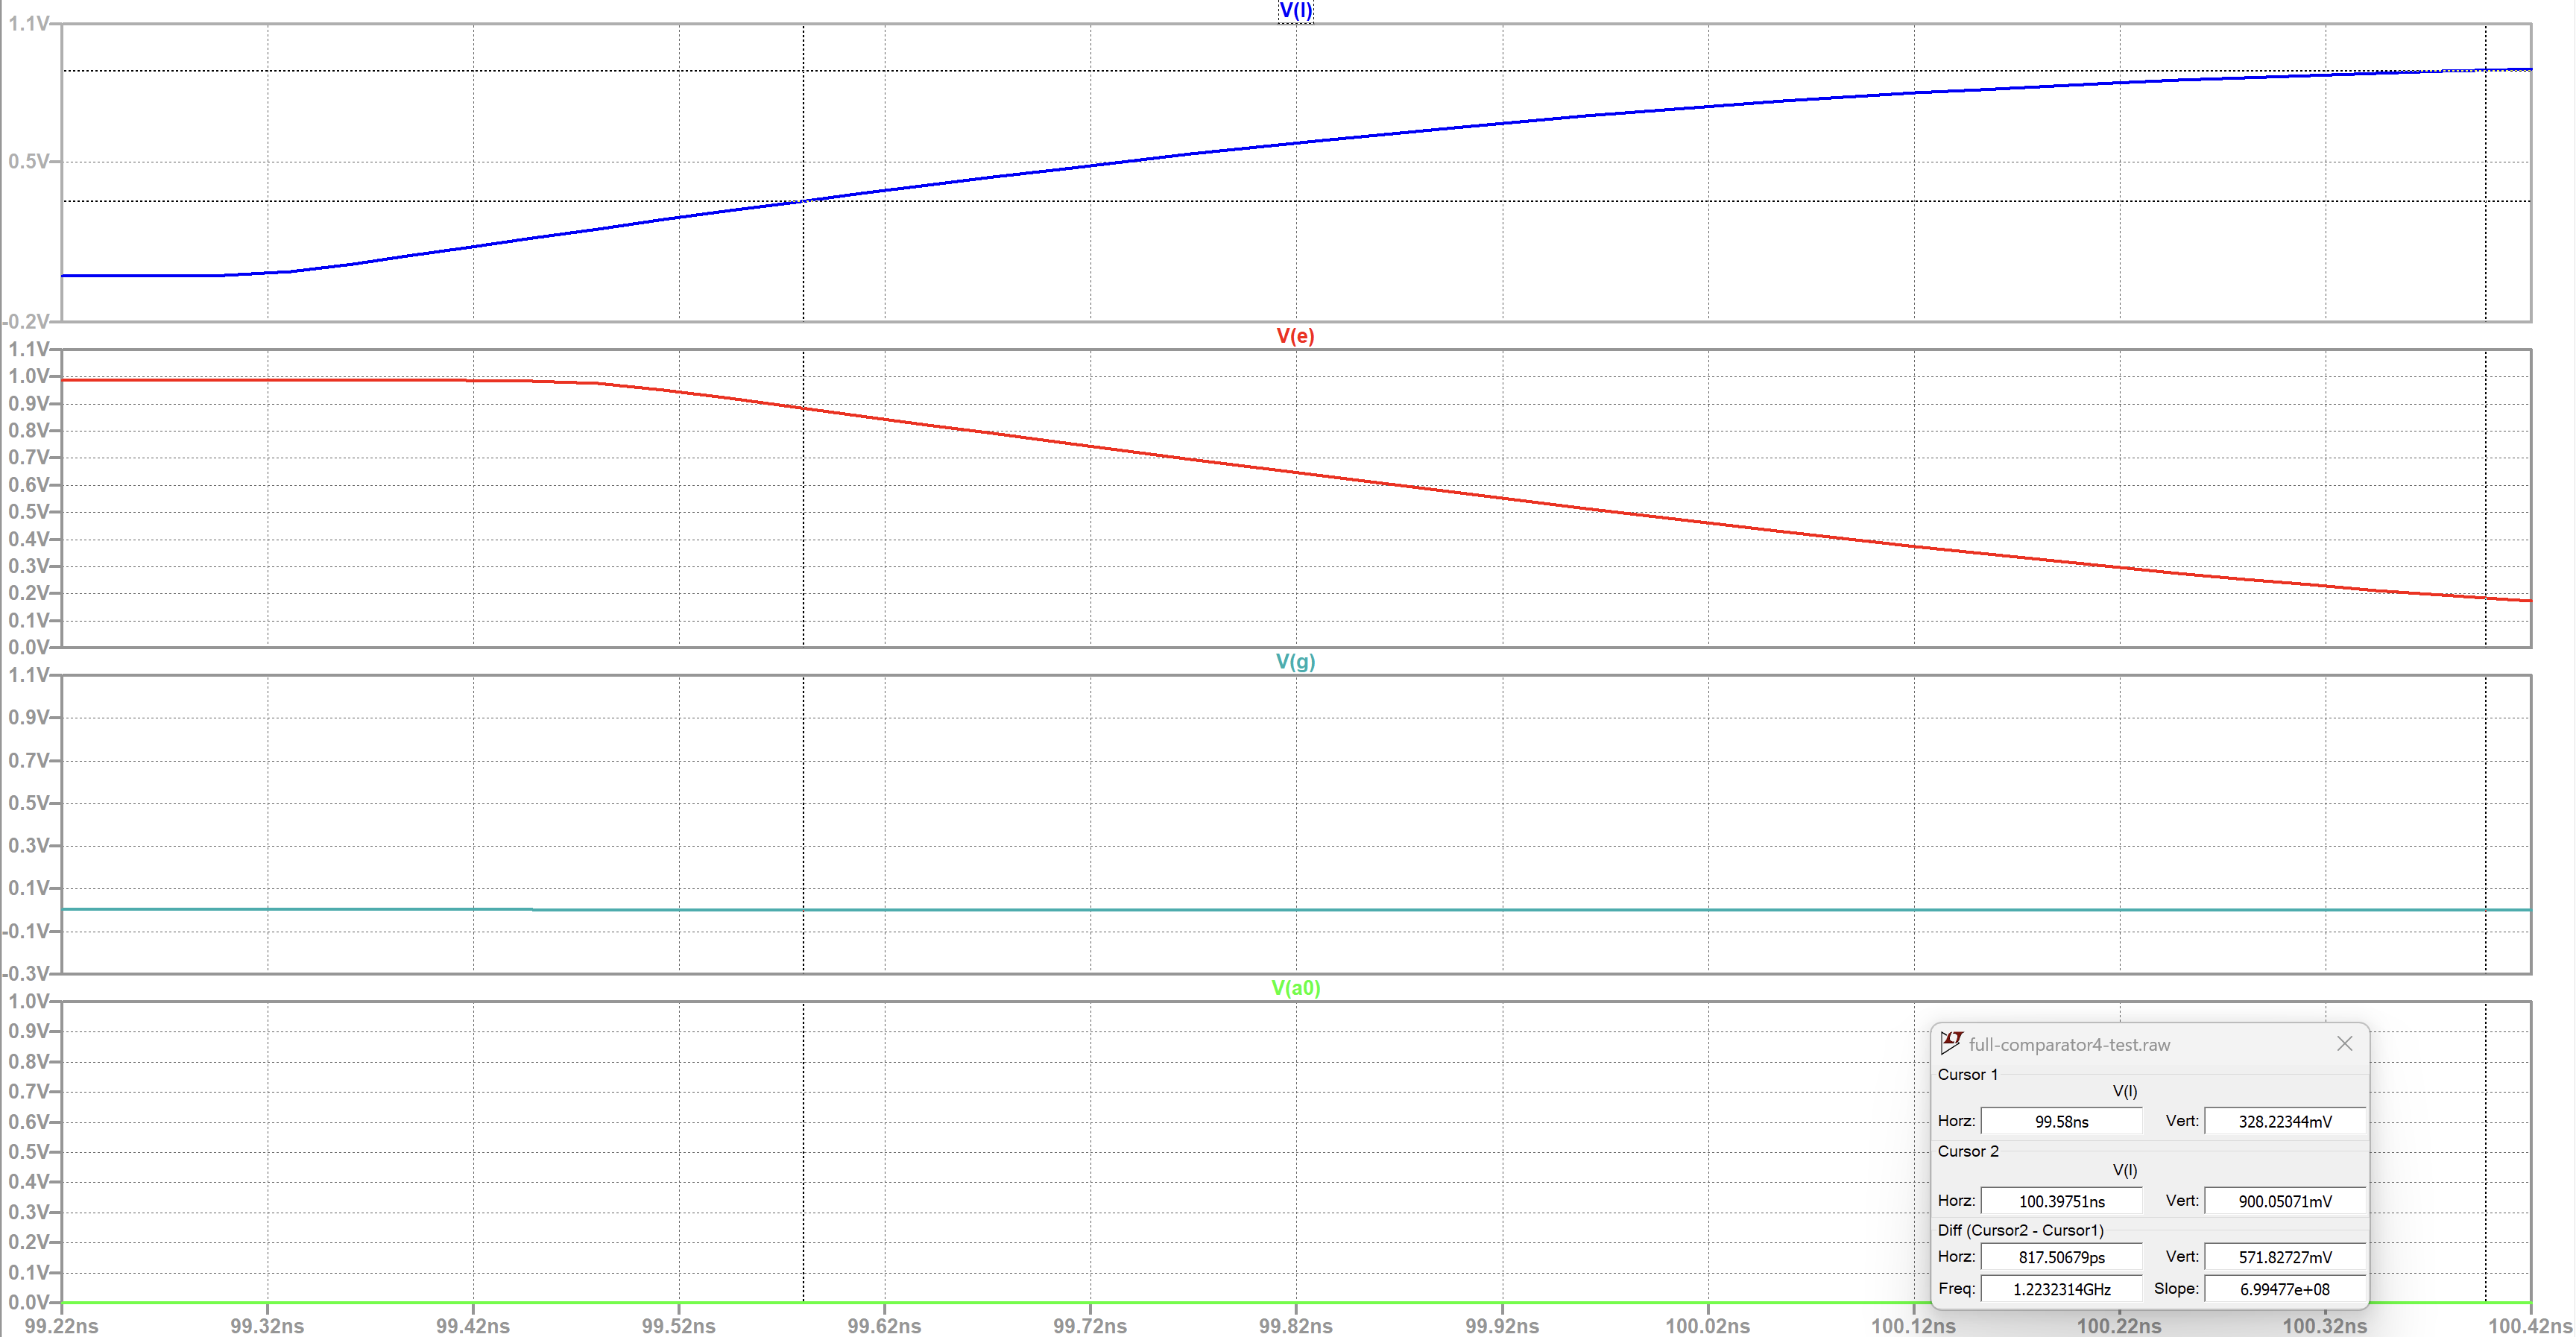 V(l)
1.1V
0.5V
-0.2V
V(e)
1.1V
1.0V
0.9V
0.8V
0.7V
0.6V
0.5V
0.4V
0.3V
0.2V
0.1V
0.0V
V(g)
1.1V
0.9V
0.7V
0.5V
0.3V
0.1V
-0.1V
-0.3V
V(a0)
1.0V
0.9V
0.8V
0.7V
0.6V
0.5V
0.4V
0.3V
0.2V
0.1V
0.0V
99.22ns 99.32ns 99.42ns 99.52ns 99.62ns 99.72ns 99.82ns 99.92ns 100.02ns 100.12ns 100.22ns 100.32ns 100.42ns
full-comparator4-test.raw
Cursor 1
V(l)
Horz: 99.58ns Vert: 328.22344mV
Cursor 2
V(l)
Horz: 100.39751ns Vert: 900.05071mV
Diff (Cursor2 - Cursor1)
Horz: 817.50679ps Vert: 571.82727mV
Freq: 1.2232314GHz Slope: 6.99477e+08